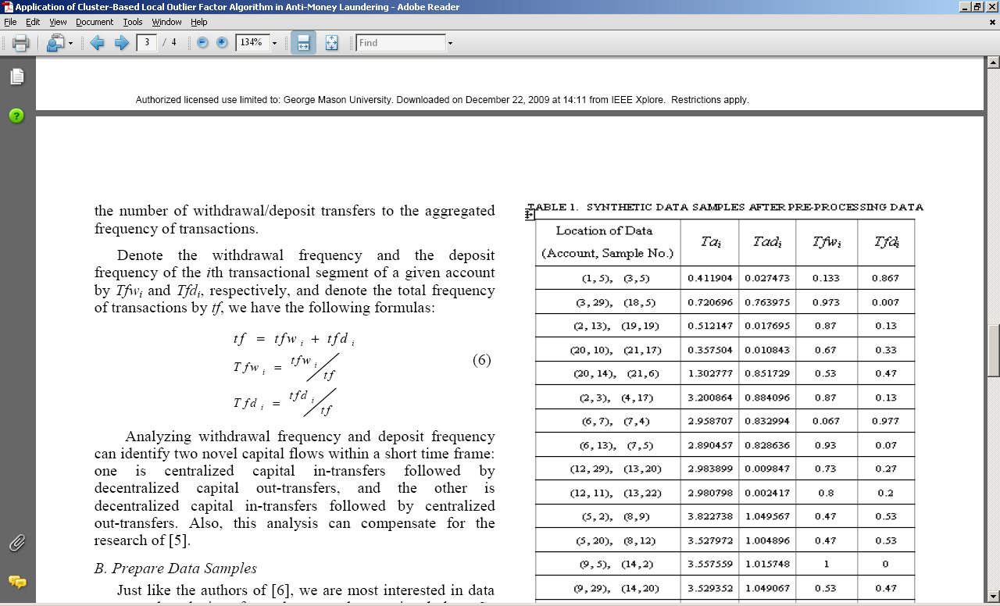 Application of Cluster-Based Local Outlier Factor Algorithm in Anti-Money Laundering - Adobe Reader
File Edit View Document Tools Window Help
3 / 4 134% Find
Authorized licensed use limited to: George Mason University. Downloaded on December 22, 2009 at 14:11 from IEEE Xplore. Restrictions apply.
the number of withdrawal/deposit transfers to the aggregated
frequency of transactions.
Denote the withdrawal frequency and the deposit
frequency of the ith transactional segment of a given account
by Tfwi and Tfdi, respectively, and denote the total frequency
of transactions by tf, we have the following formulas:
tf = tfw i + tfd i
Tfw i = tfw i / tf
(6)
Tfd i = tfd i / tf
Analyzing withdrawal frequency and deposit frequency
can identify two novel capital flows within a short time frame:
one is centralized capital in-transfers followed by
decentralized capital out-transfers, and the other is
decentralized capital in-transfers followed by centralized
out-transfers. Also, this analysis can compensate for the
research of [5].
B. Prepare Data Samples
Just like the authors of [6], we are most interested in data
TABLE 1. SYNTHETIC DATA SAMPLES AFTER PRE-PROCESSING DATA
Location of Data
(Account, Sample No.) Tai Tadi Tfwi Tfdi
(1, 5), (3, 5) 0.411904 0.027473 0.133 0.867
(3, 29), (18, 5) 0.720696 0.763975 0.973 0.007
(2, 13), (19, 19) 0.512147 0.017695 0.87 0.13
(20, 10), (21, 17) 0.357504 0.010843 0.67 0.33
(20, 14), (21, 6) 1.302777 0.851729 0.53 0.47
(2, 3), (4, 17) 3.200864 0.884096 0.87 0.13
(6, 7), (7, 4) 2.958707 0.832994 0.067 0.977
(6, 13), (7, 5) 2.890457 0.828636 0.93 0.07
(12, 29), (13, 20) 2.983899 0.009847 0.73 0.27
(12, 11), (13, 22) 2.980798 0.002417 0.8 0.2
(5, 2), (8, 9) 3.822738 1.049567 0.47 0.53
(5, 20), (8, 12) 3.527972 1.004896 0.47 0.53
(9, 5), (14, 2) 3.557559 1.015748 1 0
(9, 29), (14, 20) 3.529352 1.049067 0.53 0.47